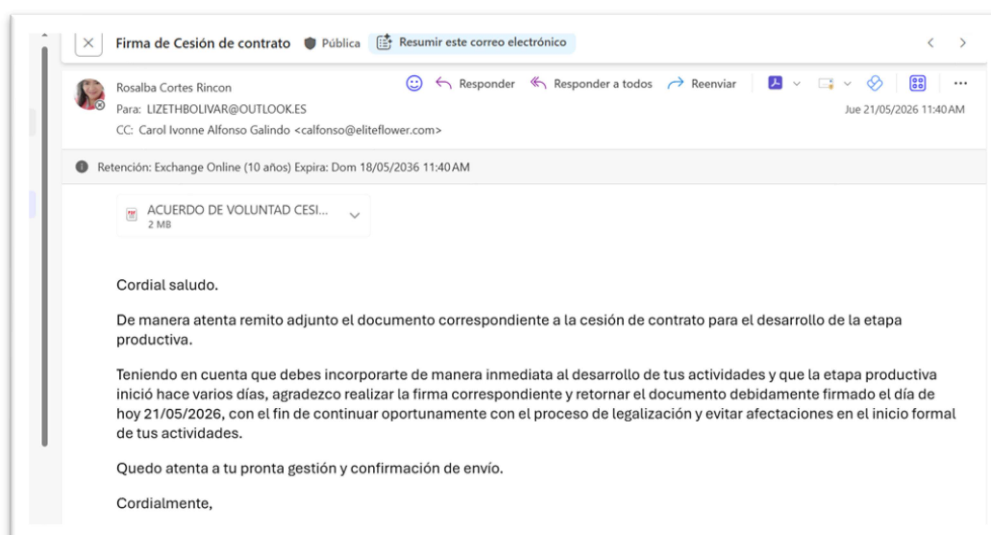 Firma de Cesión de contrato Pública Resumir este correo electrónico
Rosalba Cortes Rincon
Responder Responder a todos Reenviar
Para: LIZETHBOLIVAR@OUTLOOK.ES
Jue 21/05/2026 11:40 AM
CC: Carol Ivonne Alfonso Galindo <calfonso@eliteflower.com>
Retención: Exchange Online (10 años) Expira: Dom 18/05/2036 11:40 AM
ACUERDO DE VOLUNTAD CESI...
2 MB
Cordial saludo.
De manera atenta remito adjunto el documento correspondiente a la cesión de contrato para el desarrollo de la etapa
productiva.
Teniendo en cuenta que debes incorporarte de manera inmediata al desarrollo de tus actividades y que la etapa productiva
inició hace varios días, agradezco realizar la firma correspondiente y retornar el documento debidamente firmado el día de
hoy 21/05/2026, con el fin de continuar oportunamente con el proceso de legalización y evitar afectaciones en el inicio formal
de tus actividades.
Quedo atenta a tu pronta gestión y confirmación de envío.
Cordialmente,